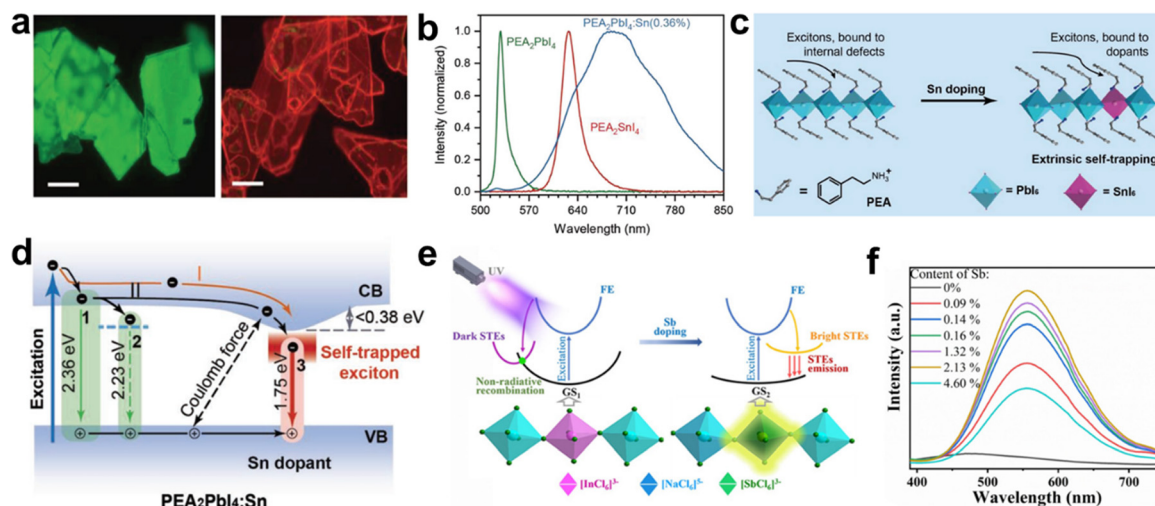 a
b
Intensity (normalized)
1.0
0.8
0.6
0.4
0.2
0.0
PEA₂PbI₄
PEA₂PbI₄:Sn(0.36%)
PEA₂SnI₄
500 570 640 710 780 850
Wavelength (nm)
c
Excitons, bound to
internal defects
Excitons, bound to
dopants
Sn doping
Extrinsic self-trapping
=
NH₃⁺
PEA
= PbI₆
= SnI₆
d
Excitation
I
II
CB
<0.38 eV
1
2
3
2.36 eV
2.23 eV
Coulomb force
1.75 eV
Self-trapped
exciton
VB
Sn dopant
PEA₂PbI₄:Sn
e
UV
FE
FE
Dark STEs
Excitation
Sb
doping
Excitation
Bright STEs
STEs
emission
Non-radiative
recombination
GS₁
GS₂
[InCl₆]³⁻
[NaCl₆]⁵⁻
[SbCl₆]³⁻
f
Intensity (a.u.)
Content of Sb:
0%
0.09 %
0.14 %
0.16 %
1.32 %
2.13 %
4.60 %
400 500 600 700
Wavelength (nm)